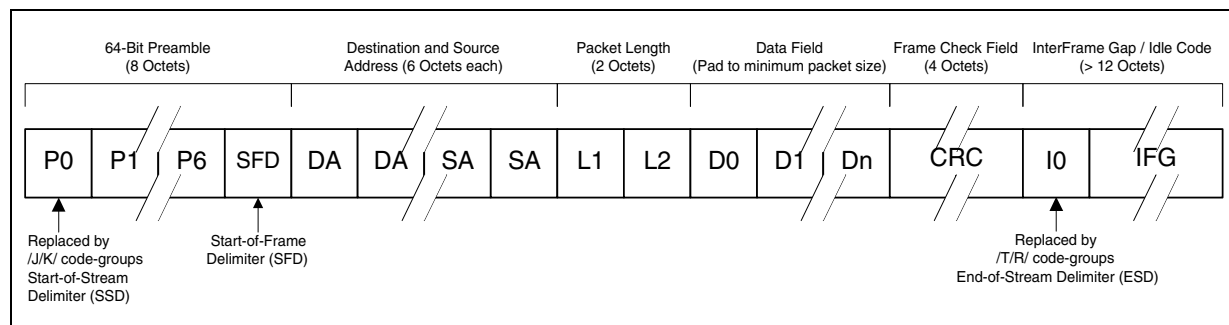 64-Bit Preamble
(8 Octets)
Destination and Source
Address (6 Octets each)
Packet Length
(2 Octets)
Data Field
(Pad to minimum packet size)
Frame Check Field
(4 Octets)
InterFrame Gap / Idle Code
(> 12 Octets)
P0 P1 P6 SFD DA DA SA SA L1 L2 D0 D1 Dn CRC I0 IFG
Replaced by
/J/K/ code-groups
Start-of-Stream
Delimiter (SSD)
Start-of-Frame
Delimiter (SFD)
Replaced by
/T/R/ code-groups
End-of-Stream Delimiter (ESD)